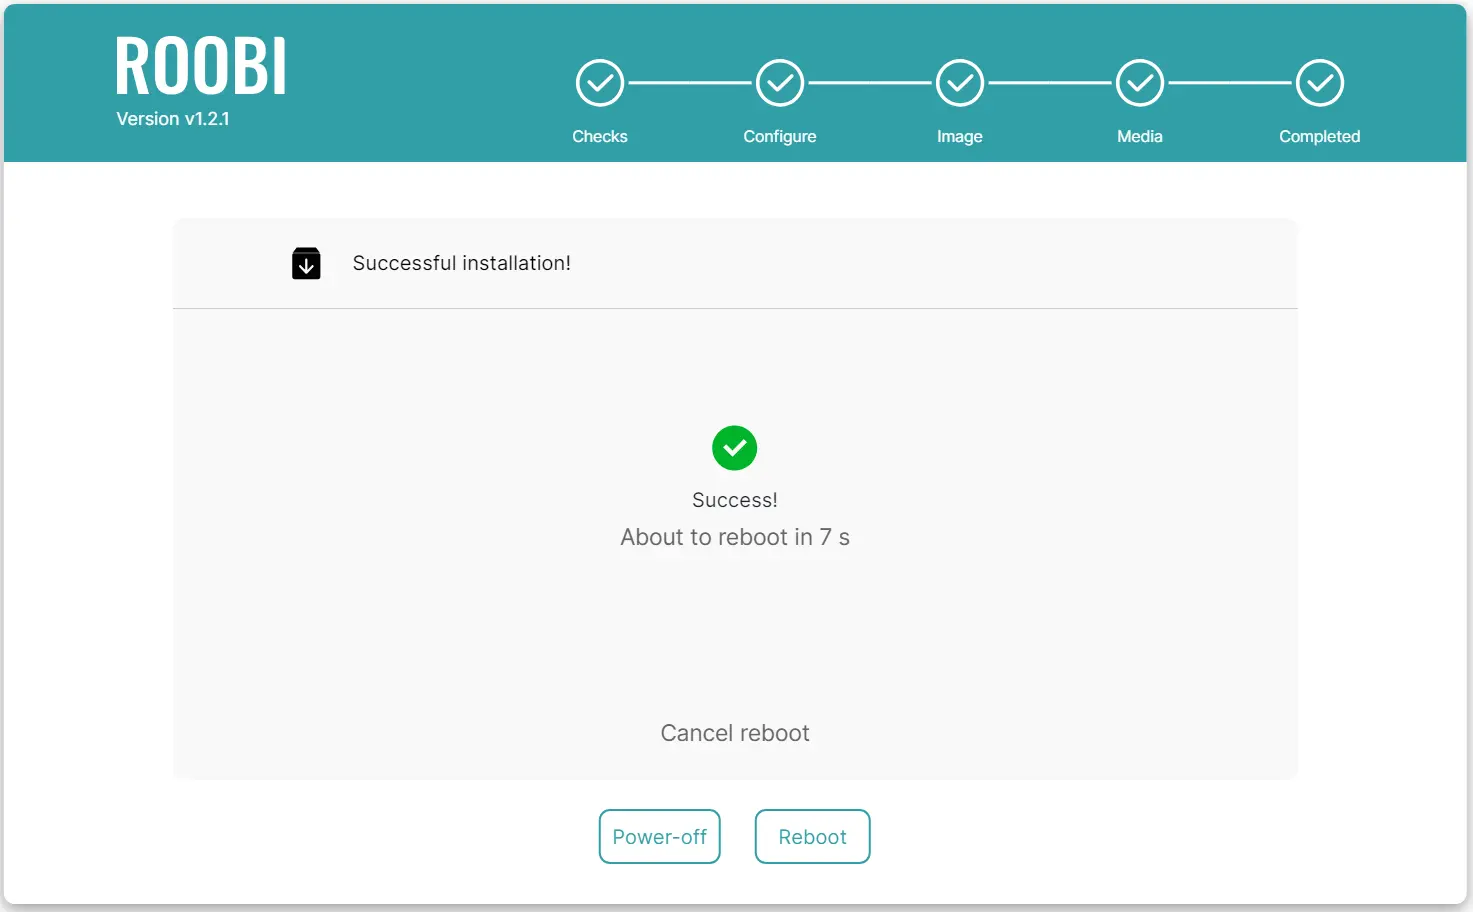 ROOBI
Version v1.2.1
Checks
Configure
Image
Media
Completed
Successful installation!
Success!
About to reboot in 7 s
Cancel reboot
Power-off
Reboot